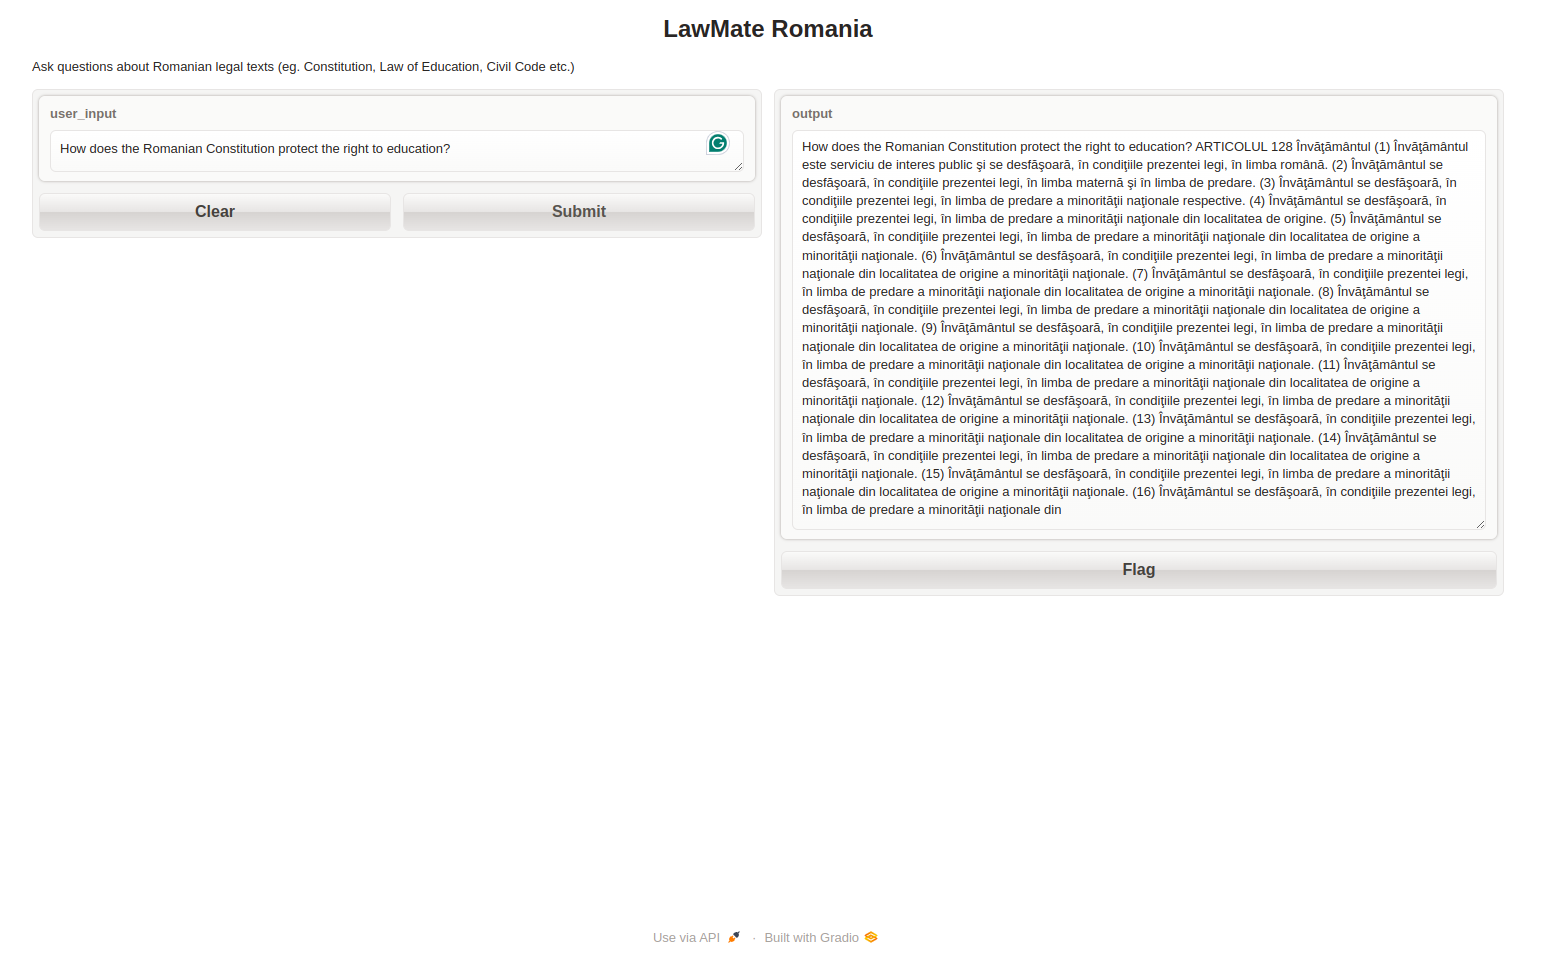 LawMate Romania
Ask questions about Romanian legal texts (eg. Constitution, Law of Education, Civil Code etc.)
user_input
How does the Romanian Constitution protect the right to education?
Clear
Submit
output
How does the Romanian Constitution protect the right to education? ARTICOLUL 128 Învăţământul (1) Învăţământul
este serviciu de interes public şi se desfăşoară, în condiţiile prezentei legi, în limba română. (2) Învăţământul se
desfăşoară, în condiţiile prezentei legi, în limba maternă şi în limba de predare. (3) Învăţământul se desfăşoară, în
condiţiile prezentei legi, în limba de predare a minorităţii naţionale respective. (4) Învăţământul se desfăşoară, în
condiţiile prezentei legi, în limba de predare a minorităţii naţionale din localitatea de origine. (5) Învăţământul se
desfăşoară, în condiţiile prezentei legi, în limba de predare a minorităţii naţionale din localitatea de origine a
minorităţii naţionale. (6) Învăţământul se desfăşoară, în condiţiile prezentei legi, în limba de predare a minorităţii
naţionale din localitatea de origine a minorităţii naţionale. (7) Învăţământul se desfăşoară, în condiţiile prezentei legi,
în limba de predare a minorităţii naţionale din localitatea de origine a minorităţii naţionale. (8) Învăţământul se
desfăşoară, în condiţiile prezentei legi, în limba de predare a minorităţii naţionale din localitatea de origine a
minorităţii naţionale. (9) Învăţământul se desfăşoară, în condiţiile prezentei legi, în limba de predare a minorităţii
naţionale din localitatea de origine a minorităţii naţionale. (10) Învăţământul se desfăşoară, în condiţiile prezentei legi,
în limba de predare a minorităţii naţionale din localitatea de origine a minorităţii naţionale. (11) Învăţământul se
desfăşoară, în condiţiile prezentei legi, în limba de predare a minorităţii naţionale din localitatea de origine a
minorităţii naţionale. (12) Învăţământul se desfăşoară, în condiţiile prezentei legi, în limba de predare a minorităţii
naţionale din localitatea de origine a minorităţii naţionale. (13) Învăţământul se desfăşoară, în condiţiile prezentei legi,
în limba de predare a minorităţii naţionale din localitatea de origine a minorităţii naţionale. (14) Învăţământul se
desfăşoară, în condiţiile prezentei legi, în limba de predare a minorităţii naţionale din localitatea de origine a
minorităţii naţionale. (15) Învăţământul se desfăşoară, în condiţiile prezentei legi, în limba de predare a minorităţii
naţionale din localitatea de origine a minorităţii naţionale. (16) Învăţământul se desfăşoară, în condiţiile prezentei legi,
în limba de predare a minorităţii naţionale din
Flag
Use via API · Built with Gradio